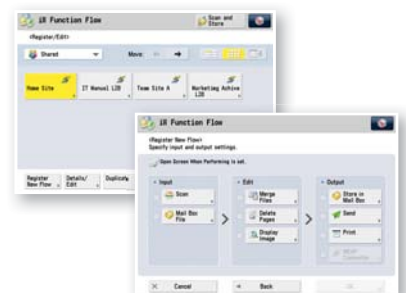 iR Function Flow
Scan and
Store
<Register/Edit>
Shared
Move:
Home Site
IT Manual LIB
Team Site A
Marketing Achive
LIB
Register
New Flow
Details/
Edit
Duplicate
iR Function Flow
<Register New Flow>
Specify input and output settings.
Open Screen When Performing is set.
Input
Edit
Output
Scan
Mail Box
File
Merge
Files
Delete
Pages
Display
Image
Store in
Mail Box
Send
Print
Cancel
Back